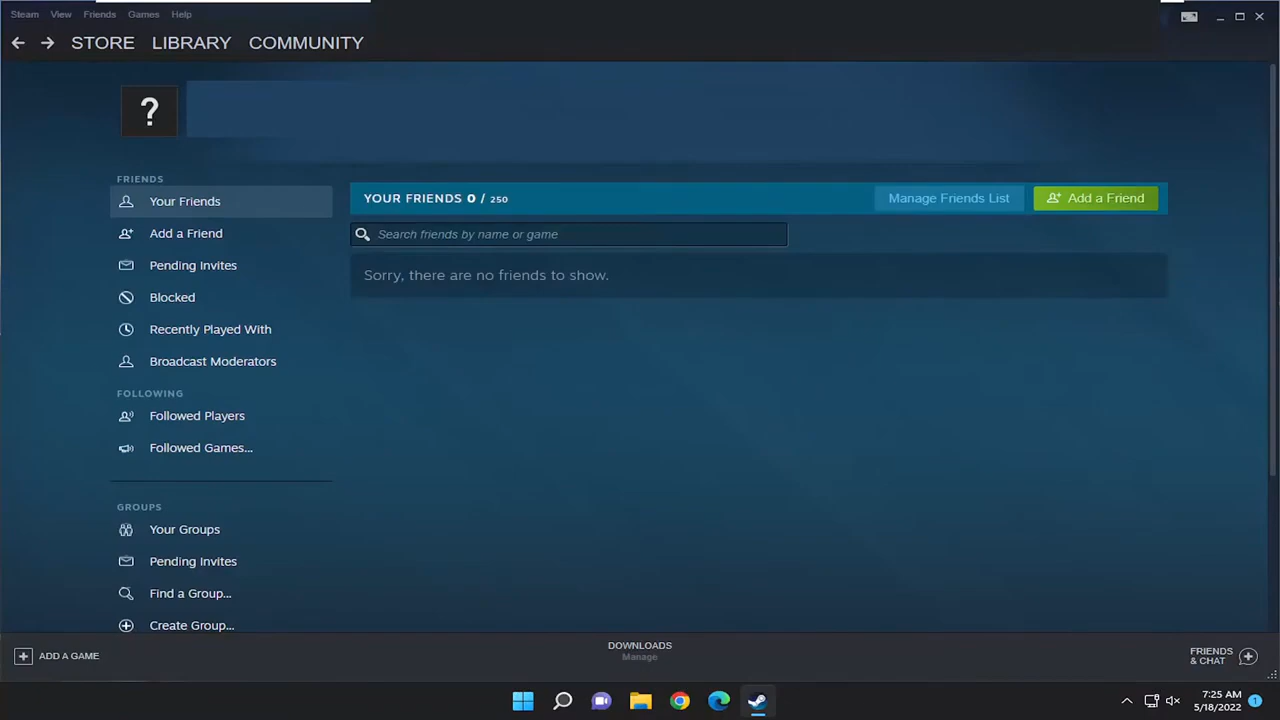 Steam View Friends Games Help
STORE LIBRARY COMMUNITY
?
FRIENDS
Your Friends
Add a Friend
Pending Invites
Blocked
Recently Played With
Broadcast Moderators
FOLLOWING
Followed Players
Followed Games...
GROUPS
Your Groups
Pending Invites
Find a Group...
Create Group...
YOUR FRIENDS 0 / 250
Manage Friends List
Add a Friend
Search friends by name or game
Sorry, there are no friends to show.
ADD A GAME
DOWNLOADS
Manage
FRIENDS
& CHAT
7:25 AM
5/18/2022
1